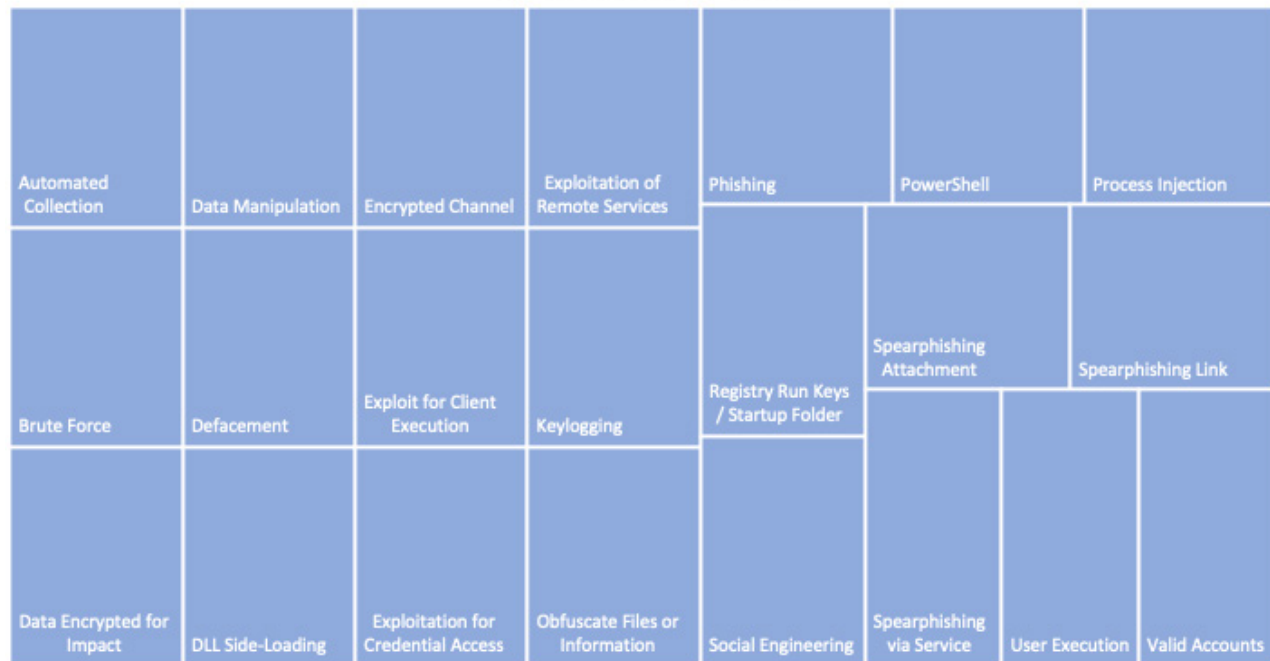 Automated
Collection
Data Manipulation
Encrypted Channel
Exploitation of
Remote Services
Phishing
PowerShell
Process Injection
Brute Force
Defacement
Exploit for Client
Execution
Keylogging
Registry Run Keys
/ Startup Folder
Spearphishing
Attachment
Spearphishing Link
Data Encrypted for
Impact
DLL Side-Loading
Exploitation for
Credential Access
Obfuscate Files or
Information
Social Engineering
Spearphishing
via Service
User Execution
Valid Accounts